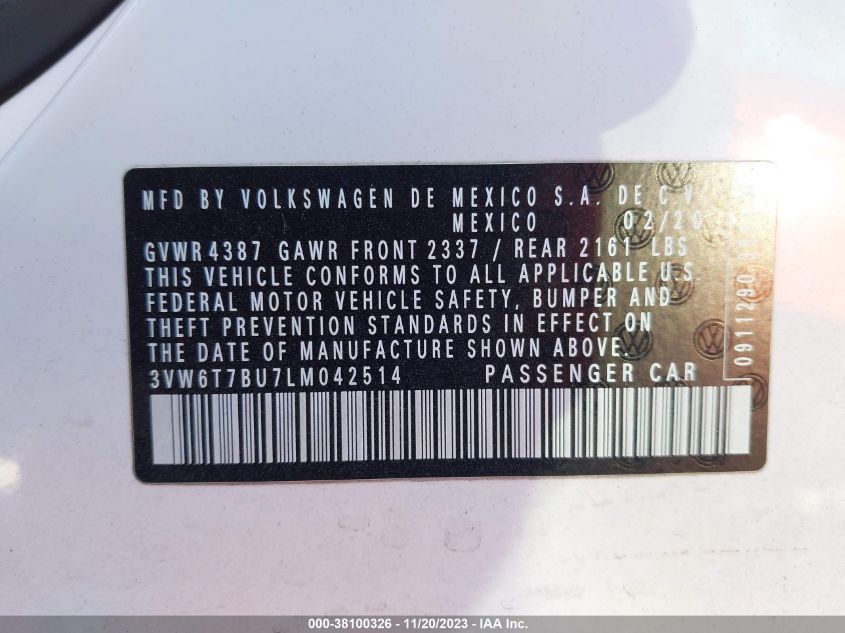 MFD BY VOLKSWAGEN DE MEXICO S.A. DE C.V
MEXICO
GVWR 4387 GAWR FRONT 2337 / REAR 2161 LBS
THIS VEHICLE CONFORMS TO ALL APPLICABLE U.S.
FEDERAL MOTOR VEHICLE SAFETY, BUMPER AND
THEFT PREVENTION STANDARDS IN EFFECT ON
THE DATE OF MANUFACTURE SHOWN ABOVE.
3VW6T7BU7LM042514 PASSENGER CAR
0911290
000-38100326 - 11/20/2023 - © IAA Inc.